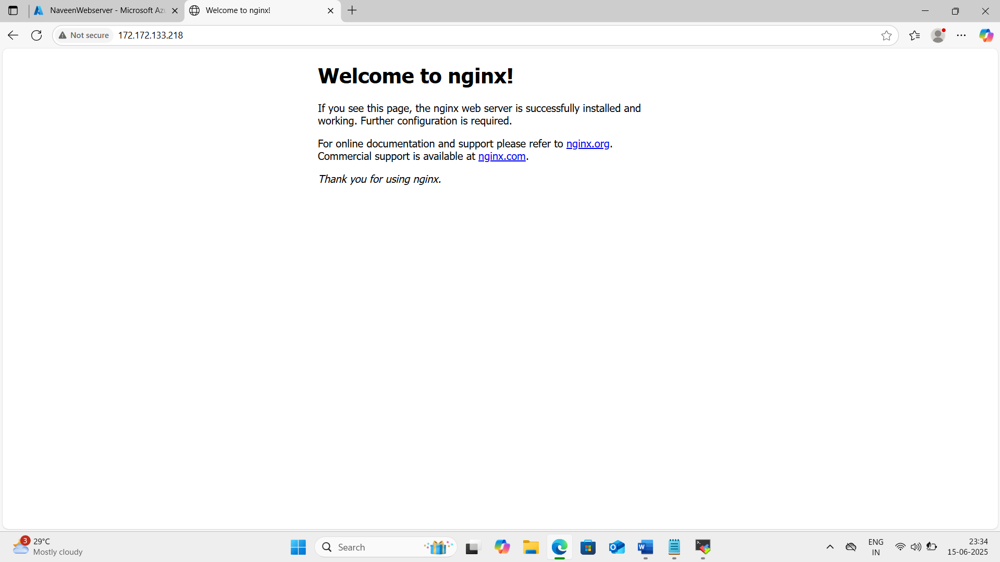 NaveenWebserver - Microsoft Az
Welcome to nginx!
Not secure
172.172.133.218
Welcome to nginx!
If you see this page, the nginx web server is successfully installed and
working. Further configuration is required.
For online documentation and support please refer to nginx.org.
Commercial support is available at nginx.com.
Thank you for using nginx.
3
29°C
Mostly cloudy
Search
ENG
IN
23:34
15-06-2025